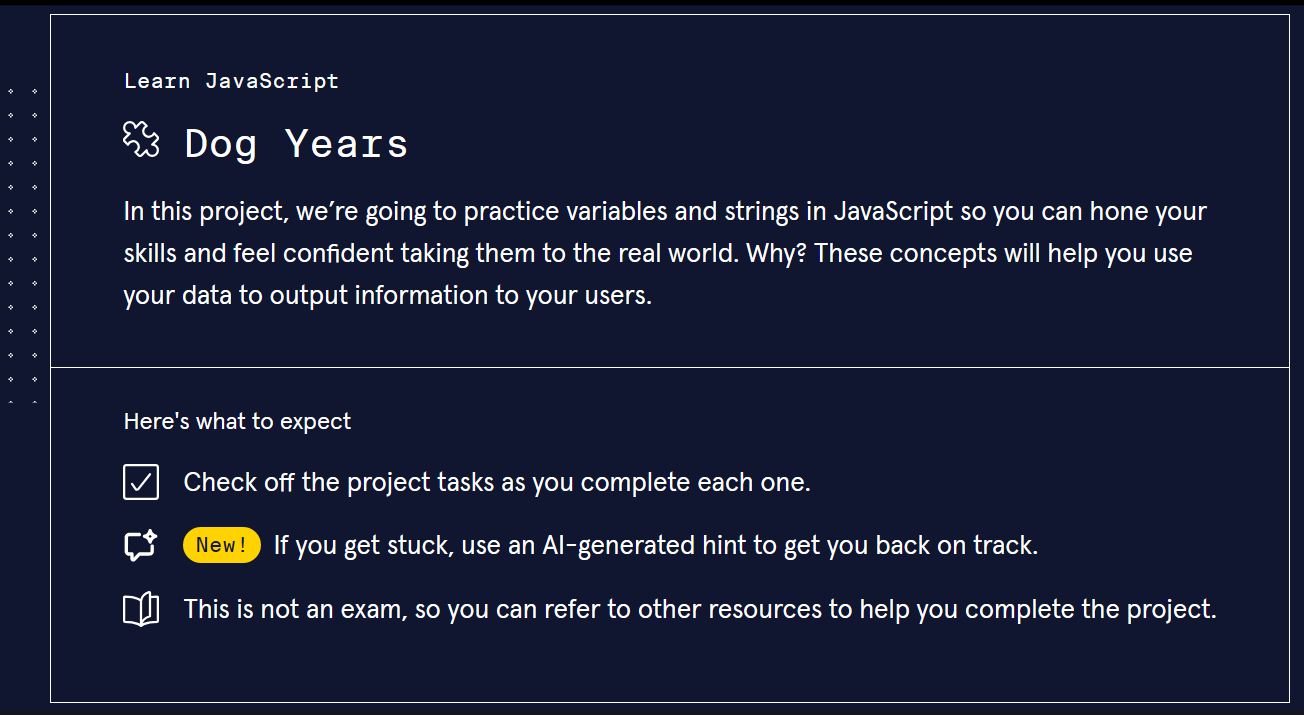 Learn JavaScript
Dog Years
In this project, we’re going to practice variables and strings in JavaScript so you can hone your
skills and feel confident taking them to the real world. Why? These concepts will help you use
your data to output information to your users.
Here's what to expect
Check off the project tasks as you complete each one.
New! If you get stuck, use an AI-generated hint to get you back on track.
This is not an exam, so you can refer to other resources to help you complete the project.